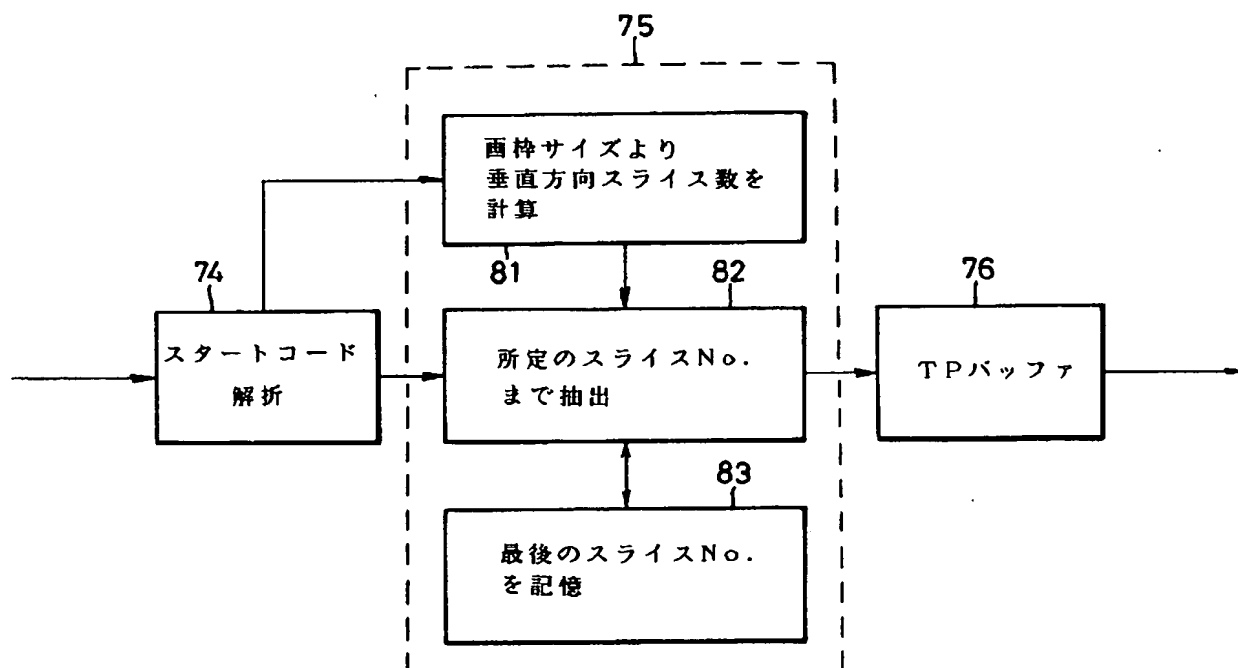 75
画枠サイズより
垂直方向スライス数を
計算
81
74
スタートコード
解折
82
所定のスライスNo.
まで抽出
76
TPバッファ
83
最後のスライスNo.
を記憶